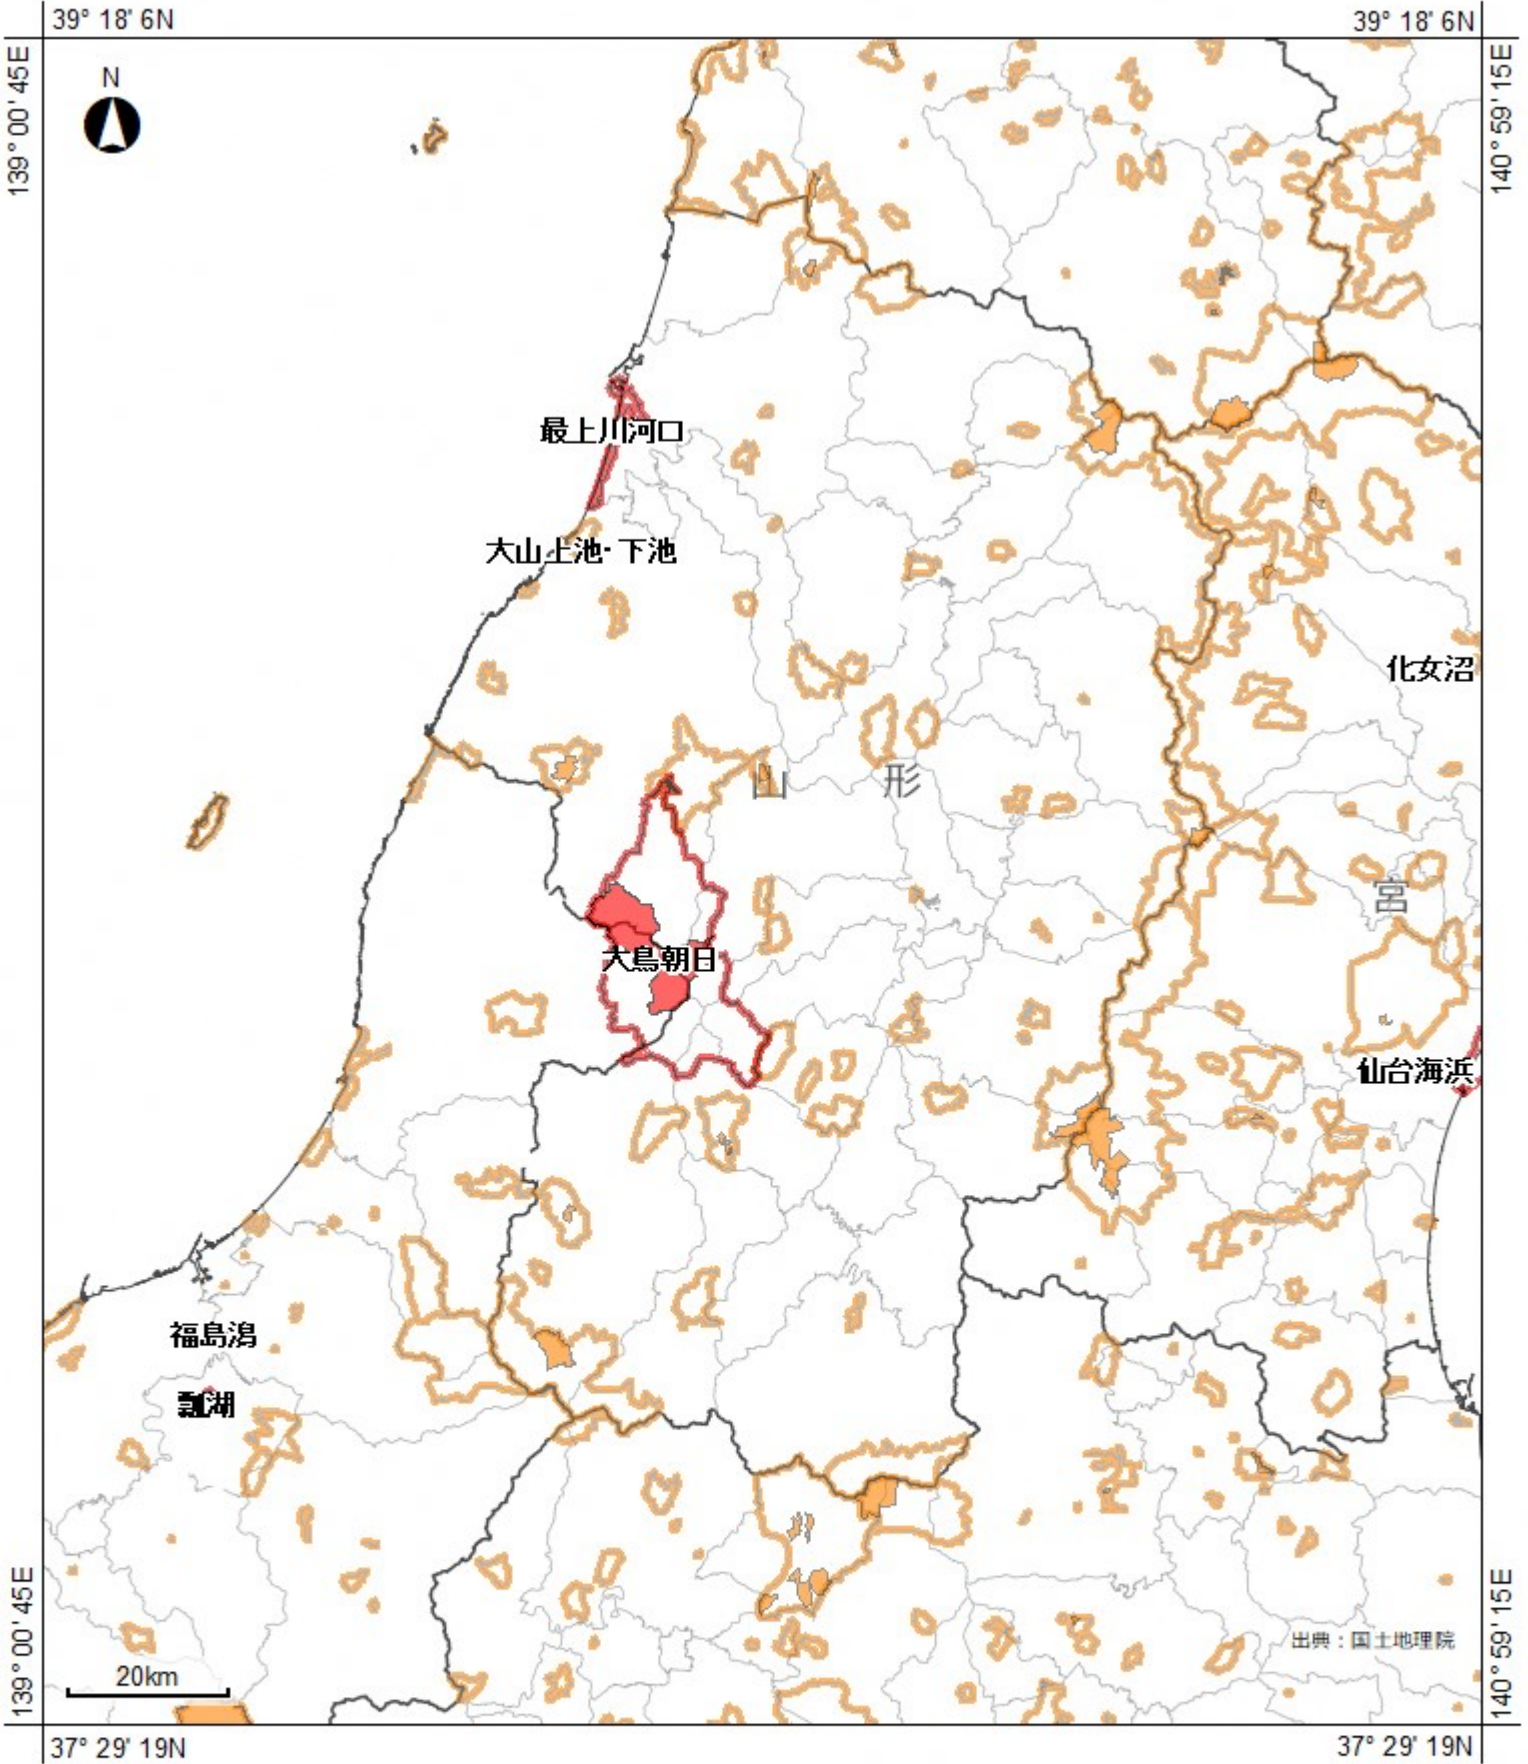 39° 18' 6N
39° 18' 6N
139° 00' 45E
140° 59' 15E
N
最上川河口
大山上池・下池
化女沼
山形
宮
大鳥朝日
仙台海浜
福島潟
瓢湖
出典：国土地理院
20km
139° 00' 45E
140° 59' 15E
37° 29' 19N
37° 29' 19N